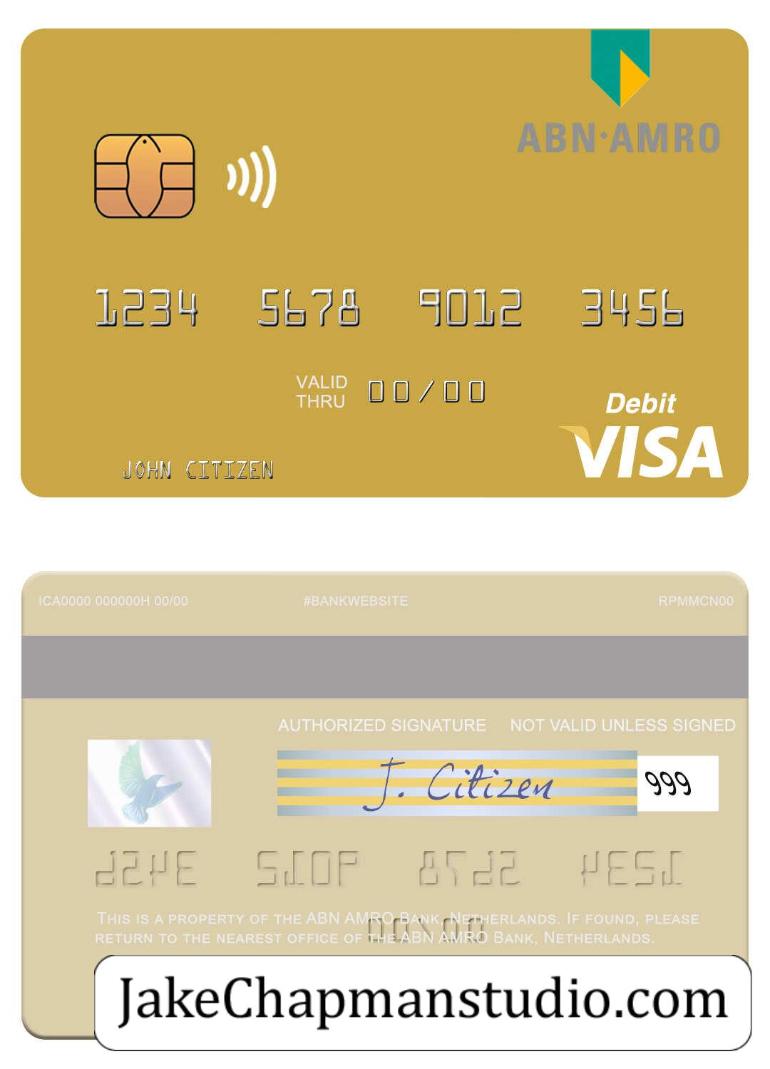 ABN·AMRO
1234 5678 9012 3456
VALID THRU 00/00
Debit
VISA
JOHN CITIZEN
ICA0000 000000H 00/00 #BANKWEBSITE RPMMCN00
AUTHORIZED SIGNATURE NOT VALID UNLESS SIGNED
J. Citizen 999
THIS IS A PROPERTY OF THE ABN AMRO BANK, NETHERLANDS. IF FOUND, PLEASE
RETURN TO THE NEAREST OFFICE OF THE ABN AMRO BANK, NETHERLANDS.
JakeChapmanstudio.com